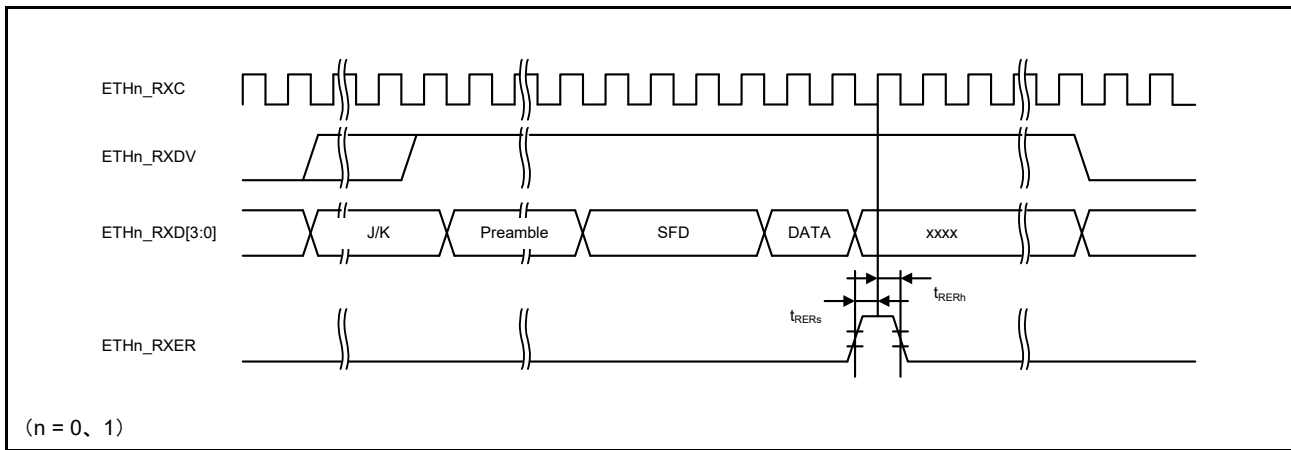 ETHn_RXC
ETHn_RXDV
ETHn_RXD[3:0]
J/K
Preamble
SFD
DATA
xxxx
tRERh
tRERs
ETHn_RXER
（n = 0、1）